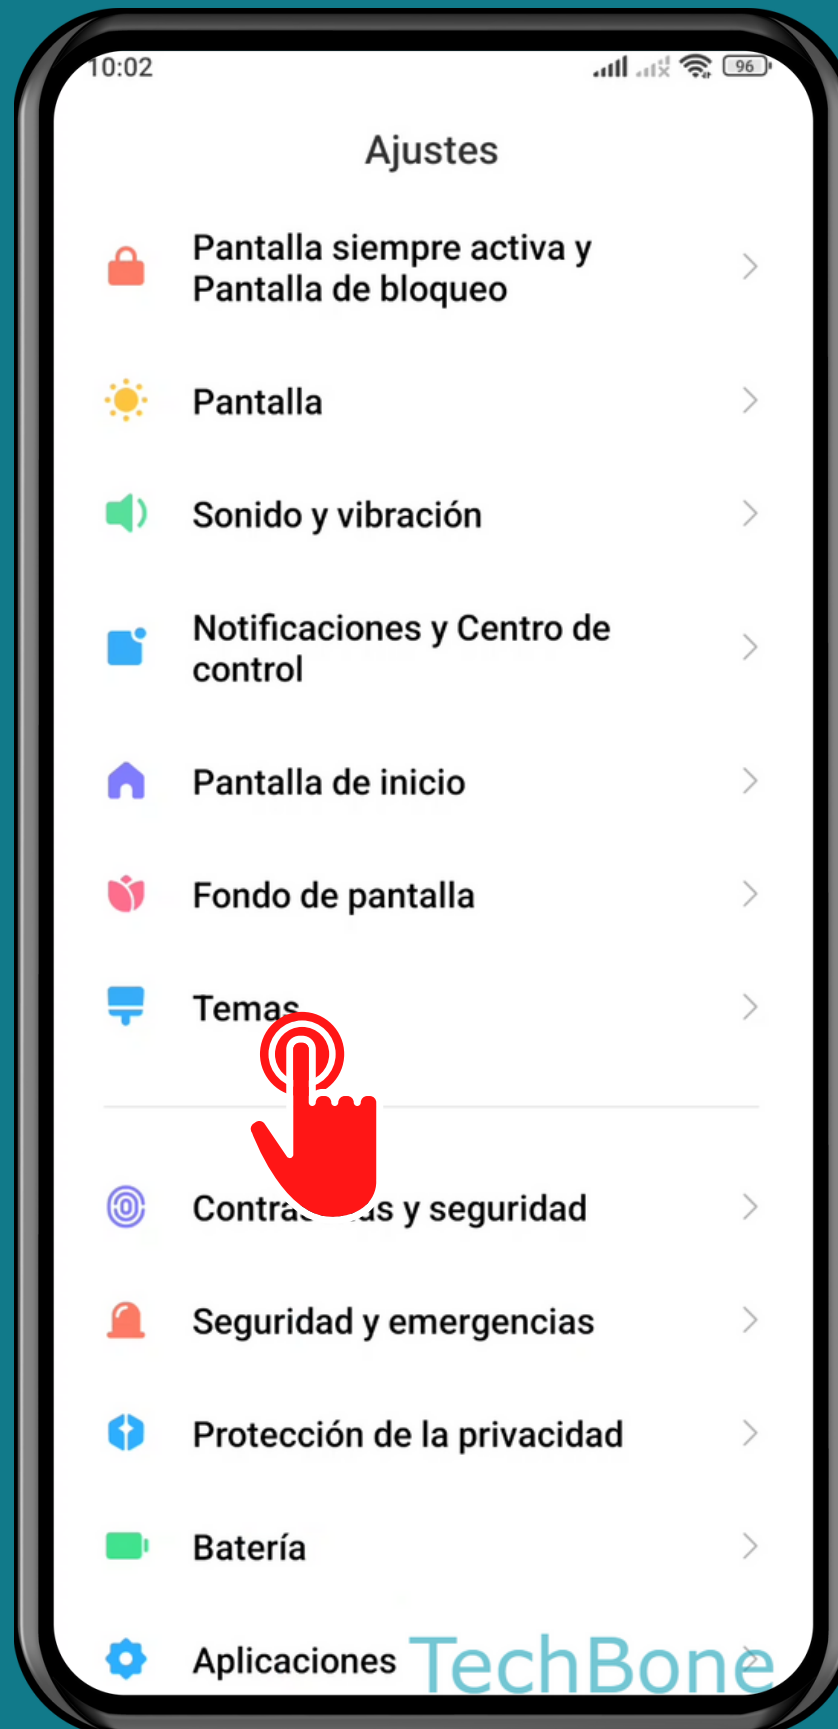 10:02
96
Ajustes
Pantalla siempre activa y
Pantalla de bloqueo
Pantalla
Sonido y vibración
Notificaciones y Centro de
control
Pantalla de inicio
Fondo de pantalla
Temas
y seguridad
Seguridad y emergencias
Protección de la privacidad
Batería
Aplicaciones
TechBone